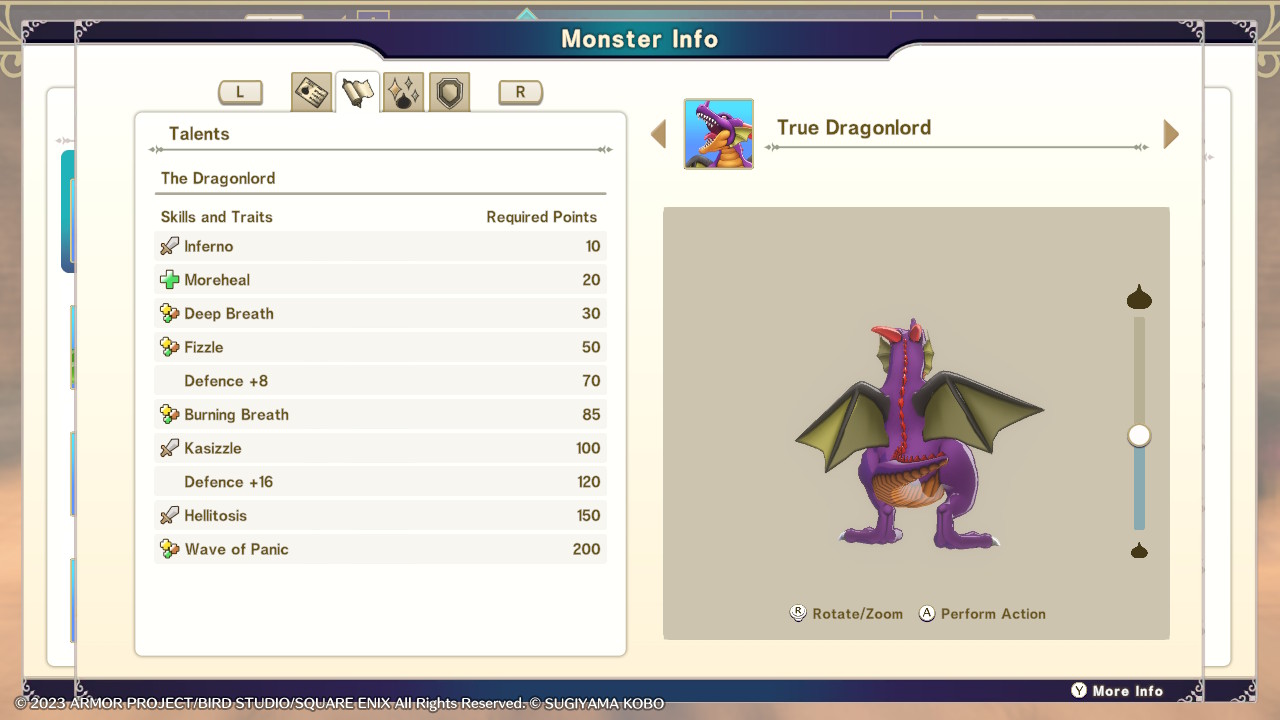 Monster Info
L
R
Talents
The Dragonlord
Skills and Traits Required Points
Inferno 10
Moreheal 20
Deep Breath 30
Fizzle 50
Defence +8 70
Burning Breath 85
Kasizzle 100
Defence +16 120
Hellitosis 150
Wave of Panic 200
True Dragonlord
R Rotate/Zoom A Perform Action
Y More Info
© 2023 ARMOR PROJECT/BIRD STUDIO/SQUARE ENIX All Rights Reserved. © SUGIYAMA KOBO